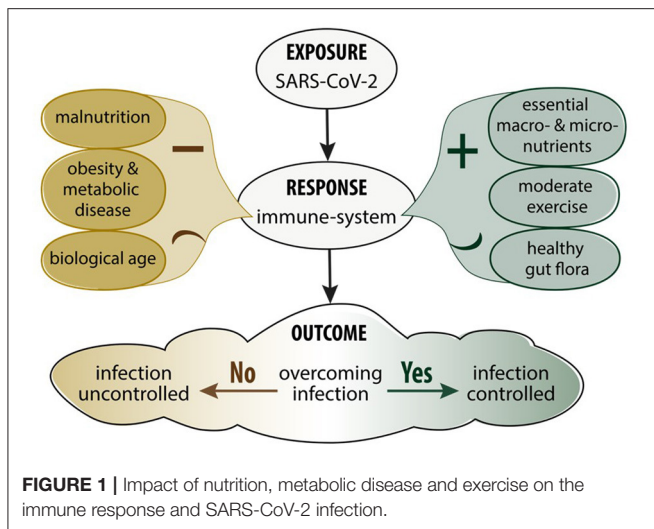 EXPOSURE
SARS-CoV-2
malnutrition
obesity &
metabolic
disease
biological age
−
RESPONSE
immune-system
+
essential
macro- & micro-
nutrients
moderate
exercise
healthy
gut flora
OUTCOME
infection
uncontrolled
No
overcoming
infection
Yes
infection
controlled
FIGURE 1 | Impact of nutrition, metabolic disease and exercise on the
immune response and SARS-CoV-2 infection.